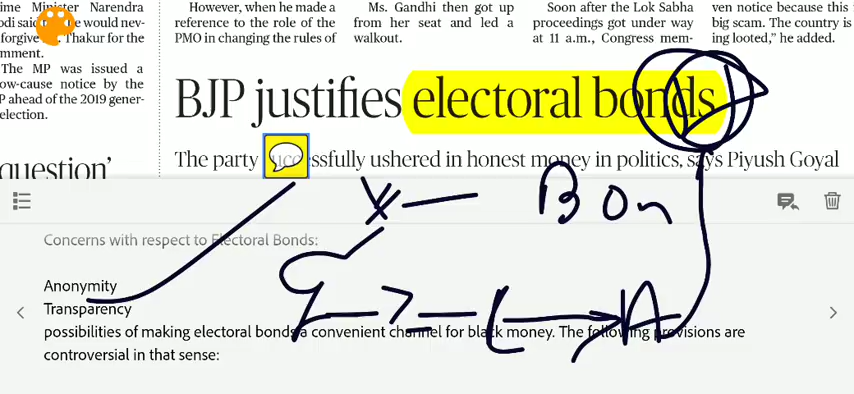 ime Minister Narendra
odi said he would nev-
forgive Thakur for the
mment.
The MP was issued a
ow-cause notice by the
P ahead of the 2019 gener-
election.
question'
However, when he made a
reference to the role of the
PMO in changing the rules of
Ms. Gandhi then got up
from her seat and led a
walkout.
Soon after the Lok Sabha
proceedings got under way
at 11 a.m., Congress mem-
ven notice because this
big scam. The country is
ing looted,” he added.
BJP justifies electoral bonds
The party successfully ushered in honest money in politics, says Piyush Goyal
Bon
Concerns with respect to Electoral Bonds:
Anonymity
Transparency
possibilities of making electoral bonds a convenient channel for black money. The following provisions are
controversial in that sense: